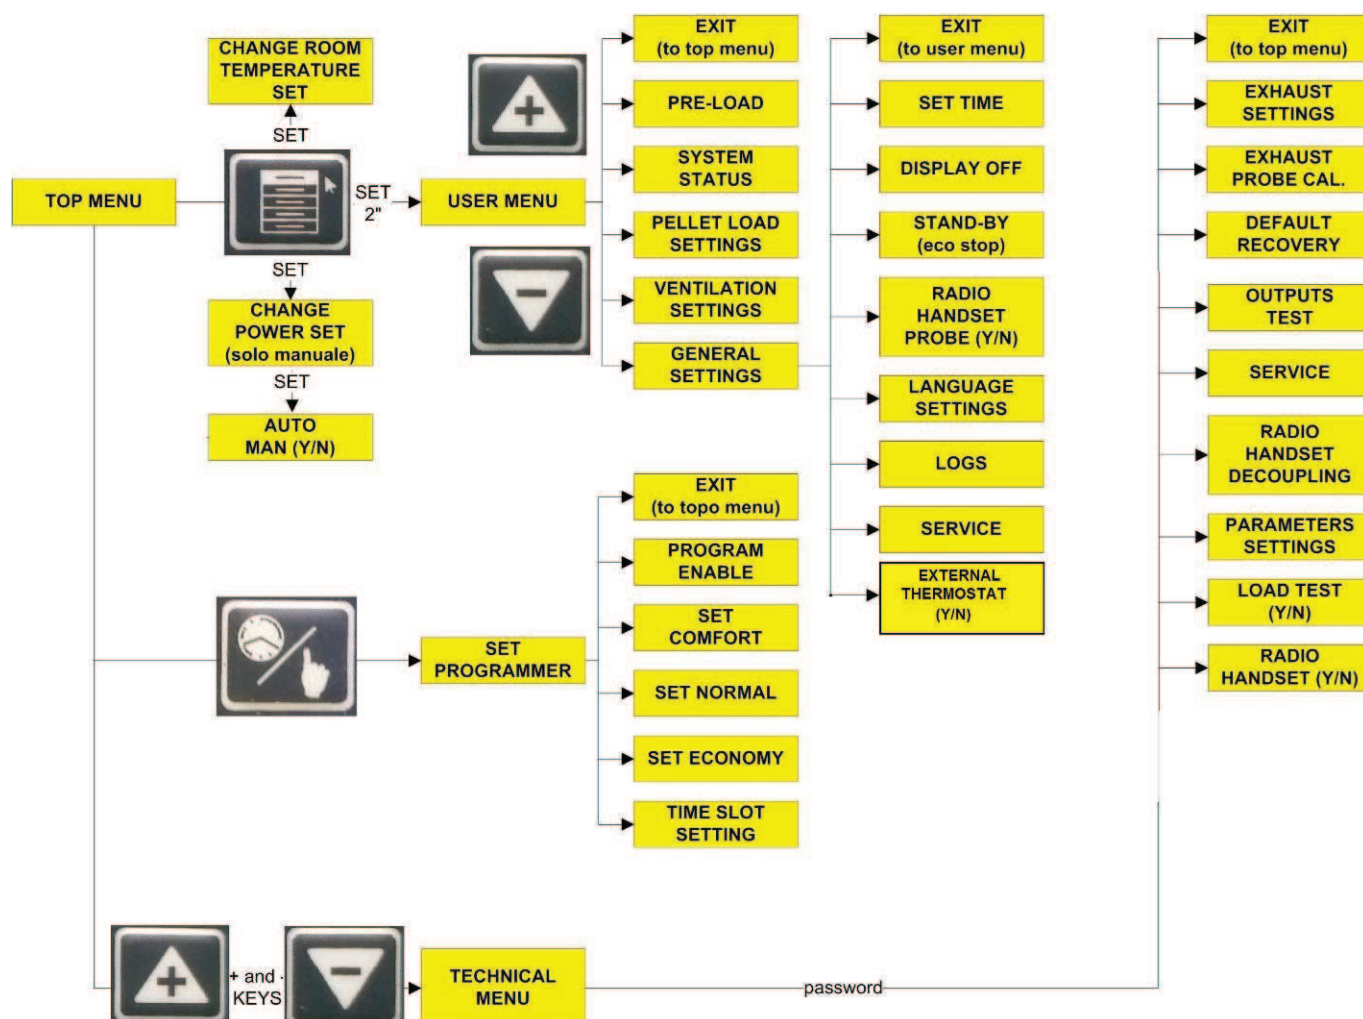 TOP MENU
CHANGE ROOM
TEMPERATURE
SET
SET
SET
2"
SET
CHANGE
POWER SET
(solo manuale)
SET
AUTO
MAN (Y/N)
+
USER MENU
-
EXIT
(to top menu)
PRE-LOAD
SYSTEM
STATUS
PELLET LOAD
SETTINGS
VENTILATION
SETTINGS
GENERAL
SETTINGS
EXIT
(to user menu)
SET TIME
DISPLAY OFF
STAND-BY
(eco stop)
RADIO
HANDSET
PROBE (Y/N)
LANGUAGE
SETTINGS
LOGS
SERVICE
EXTERNAL
THERMOSTAT
(Y/N)
SET
PROGRAMMER
EXIT
(to topo menu)
PROGRAM
ENABLE
SET
COMFORT
SET NORMAL
SET ECONOMY
TIME SLOT
SETTING
+
+ and -
KEYS
-
TECHNICAL
MENU
password
EXIT
(to top menu)
EXHAUST
SETTINGS
EXHAUST
PROBE CAL.
DEFAULT
RECOVERY
OUTPUTS
TEST
SERVICE
RADIO
HANDSET
DECOUPLING
PARAMETERS
SETTINGS
LOAD TEST
(Y/N)
RADIO
HANDSET (Y/N)